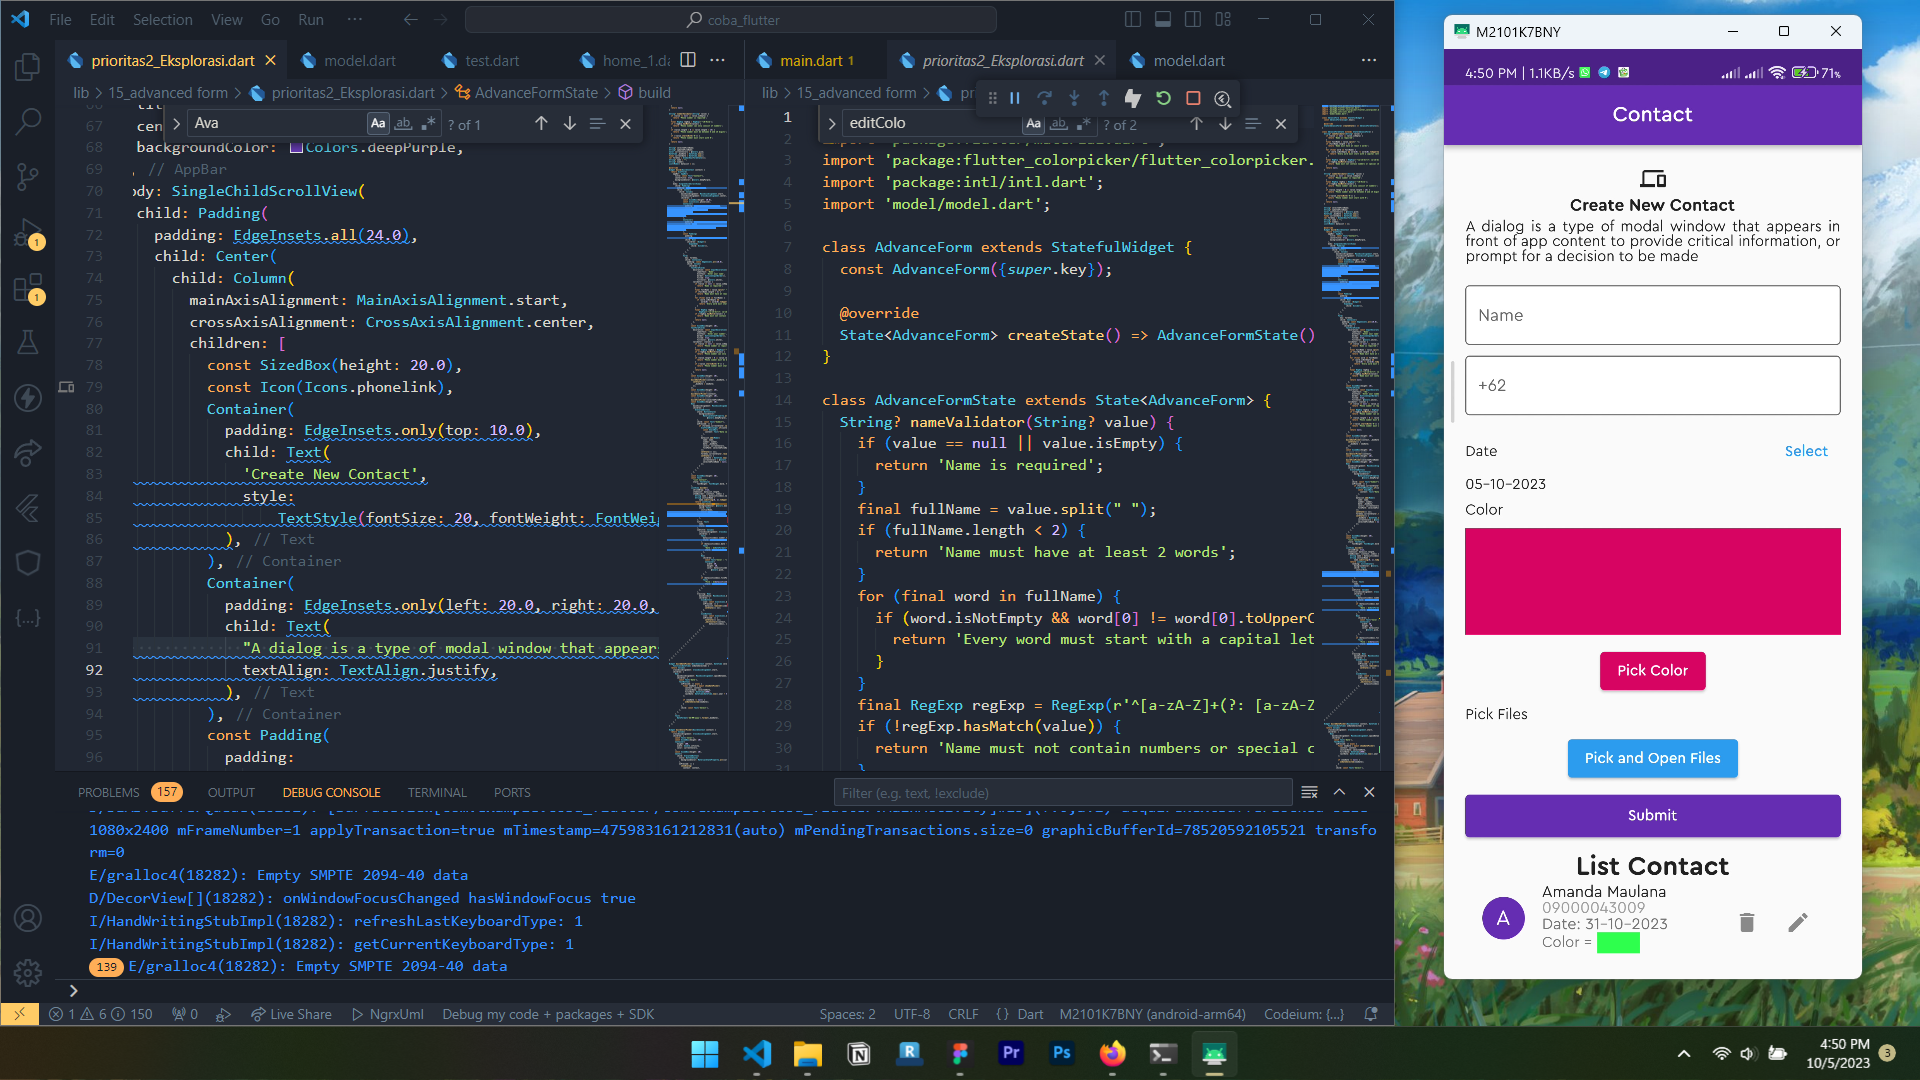 File Edit Selection View Go Run ··· coba_flutter
prioritas2_Eksplorasi.dart model.dart test.dart home_1.da ···
lib > 15_advanced form > prioritas2_Eksplorasi.dart > AdvanceFormState > build
Ava Aa ab ? of 1
67 cen
68 backgroundColor: Colors.deepPurple,
69 , // AppBar
70 ody: SingleChildScrollView(
71 child: Padding(
72 padding: EdgeInsets.all(24.0),
73 child: Center(
74 child: Column(
75 mainAxisAlignment: MainAxisAlignment.start,
76 crossAxisAlignment: CrossAxisAlignment.center,
77 children: [
78 const SizedBox(height: 20.0),
79 const Icon(Icons.phonelink),
80 Container(
81 padding: EdgeInsets.only(top: 10.0),
82 child: Text(
83 'Create New Contact',
84 style:
85 TextStyle(fontSize: 20, fontWeight: FontWei
86 ), // Text
87 ), // Container
88 Container(
89 padding: EdgeInsets.only(left: 20.0, right: 20.0,
90 child: Text(
91 "A dialog is a type of modal window that appear
92 textAlign: TextAlign.justify,
93 ), // Text
94 ), // Container
95 const Padding(
96 padding:
main.dart 1 prioritas2_Eksplorasi.dart model.dart ···
lib > 15_advanced form > pri
editColo Aa ab ? of 2
1
2
3 import 'package:flutter_colorpicker/flutter_colorpicker.
4 import 'package:intl/intl.dart';
5 import 'model/model.dart';
6
7 class AdvanceForm extends StatefulWidget {
8 const AdvanceForm({super.key});
9
10 @override
11 State<AdvanceForm> createState() => AdvanceFormState()
12 }
13
14 class AdvanceFormState extends State<AdvanceForm> {
15 String? nameValidator(String? value) {
16 if (value == null || value.isEmpty) {
17 return 'Name is required';
18 }
19 final fullName = value.split(" ");
20 if (fullName.length < 2) {
21 return 'Name must have at least 2 words';
22 }
23 for (final word in fullName) {
24 if (word.isNotEmpty && word[0] != word[0].toUpperC
25 return 'Every word must start with a capital let
26 }
27 }
28 final RegExp regExp = RegExp(r'^[a-zA-Z]+(?: [a-zA-Z
29 if (!regExp.hasMatch(value)) {
30 return 'Name must not contain numbers or special c
31 }
PROBLEMS 157 OUTPUT DEBUG CONSOLE TERMINAL PORTS Filter (e.g. text, !exclude)
1080x2400 mFrameNumber=1 applyTransaction=true mTimestamp=475983161212831(auto) mPendingTransactions.size=0 graphicBufferId=78520592105521 transfo
rm=0
E/gralloc4(18282): Empty SMPTE 2094-40 data
D/DecorView[](18282): onWindowFocusChanged hasWindowFocus true
I/HandWritingStubImpl(18282): refreshLastKeyboardType: 1
I/HandWritingStubImpl(18282): getCurrentKeyboardType: 1
139 E/gralloc4(18282): Empty SMPTE 2094-40 data
>
1 6 150 0 Live Share NgrxUml Debug my code + packages + SDK Spaces: 2 UTF-8 CRLF {} Dart M2101K7BNY (android-arm64) Codeium: {...}
M2101K7BNY
4:50 PM | 1.1KB/s 71%
Contact
Create New Contact
A dialog is a type of modal window that appears in
front of app content to provide critical information, or
prompt for a decision to be made
Name
+62
Date Select
05-10-2023
Color
Pick Color
Pick Files
Pick and Open Files
Submit
List Contact
A
Amanda Maulana
09000043009
Date: 31-10-2023
Color =
R Pr Ps
4:50 PM
10/5/2023 3